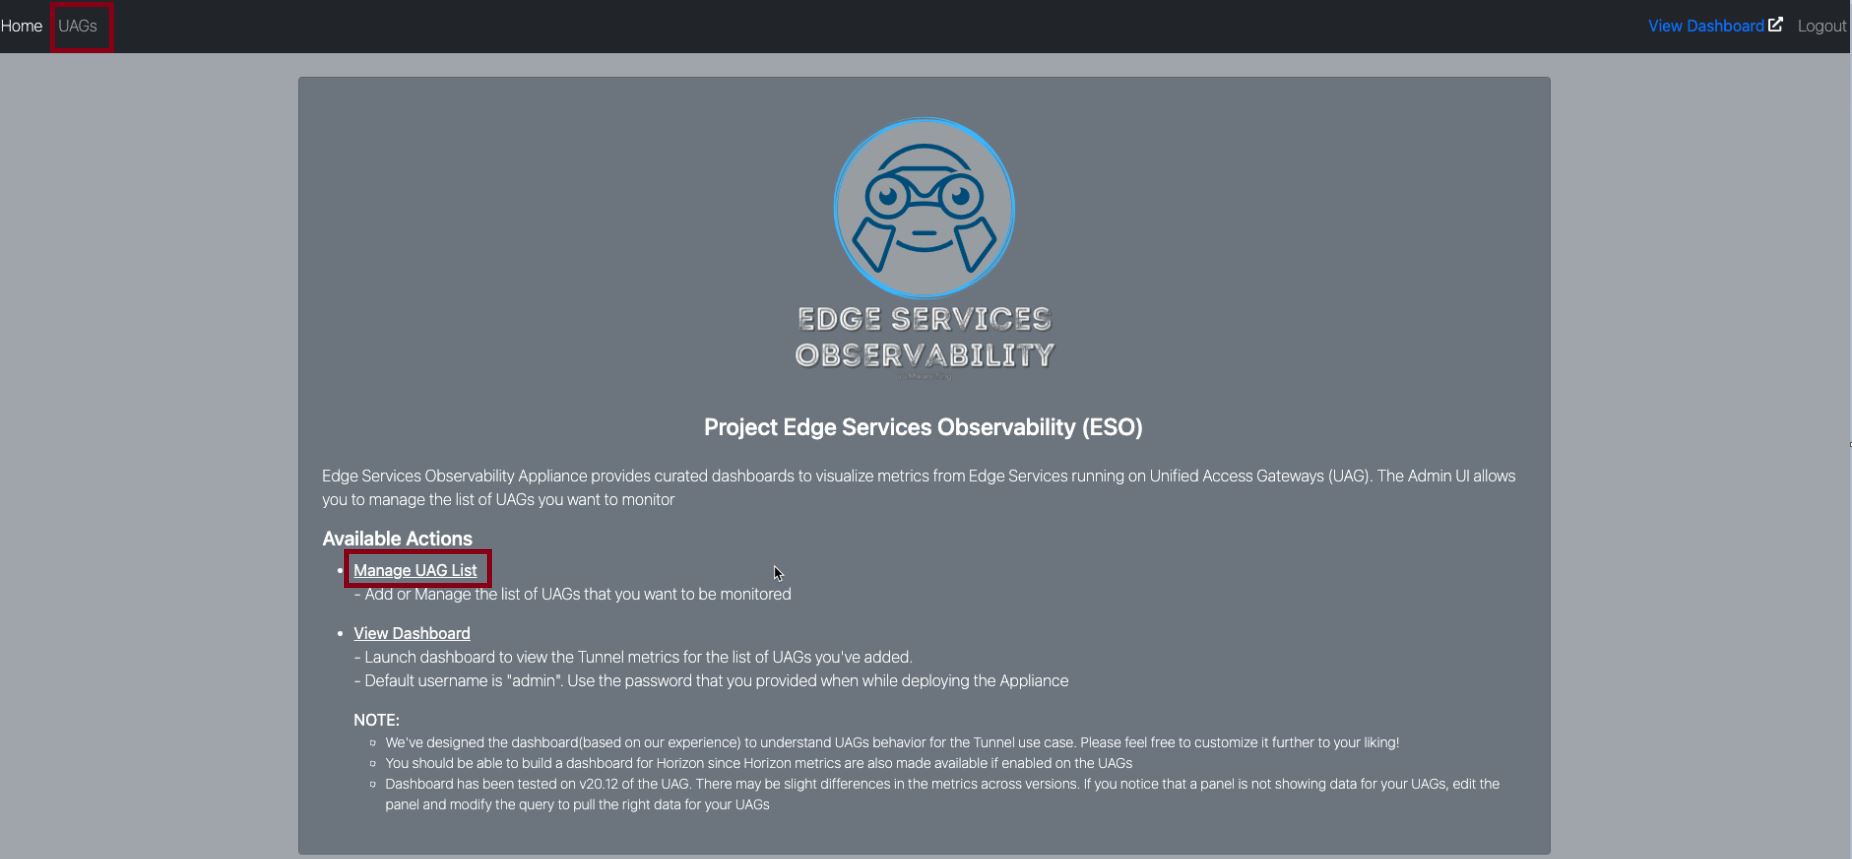 Home UAGs View Dashboard Logout
EDGE SERVICES
OBSERVABILITY
Project Edge Services Observability (ESO)
Edge Services Observability Appliance provides curated dashboards to visualize metrics from Edge Services running on Unified Access Gateways (UAG). The Admin UI allows
you to manage the list of UAGs you want to monitor
Available Actions
• Manage UAG List
- Add or Manage the list of UAGs that you want to be monitored
• View Dashboard
- Launch dashboard to view the Tunnel metrics for the list of UAGs you've added.
- Default username is "admin". Use the password that you provided when while deploying the Appliance
NOTE:
◦ We've designed the dashboard(based on our experience) to understand UAGs behavior for the Tunnel use case. Please feel free to customize it further to your liking!
◦ You should be able to build a dashboard for Horizon since Horizon metrics are also made available if enabled on the UAGs
◦ Dashboard has been tested on v20.12 of the UAG. There may be slight differences in the metrics across versions. If you notice that a panel is not showing data for your UAGs, edit the
panel and modify the query to pull the right data for your UAGs